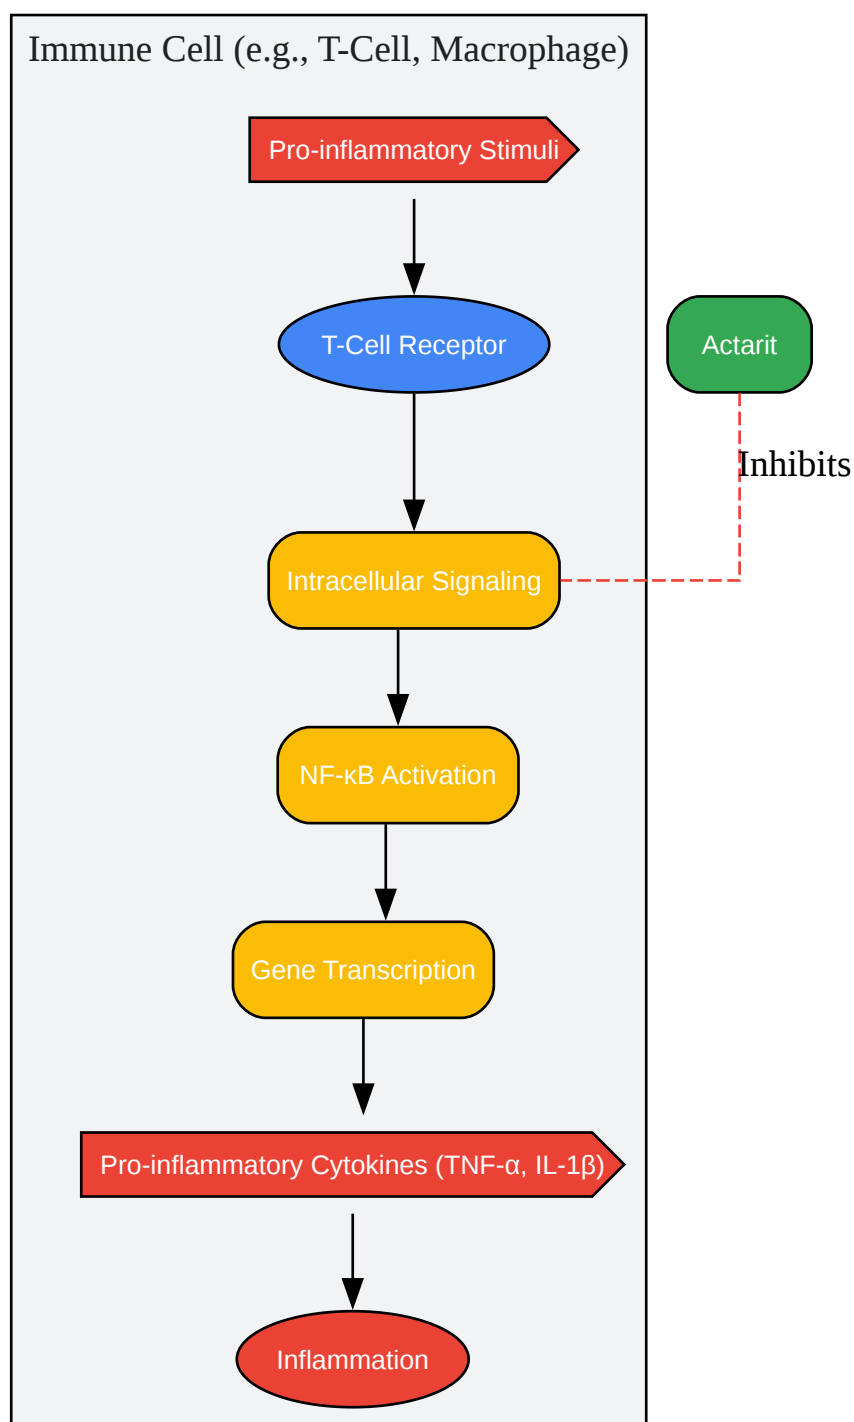 Immune Cell (e.g., T-Cell, Macrophage)
Pro-inflammatory Stimuli
T-Cell Receptor
Actarit
Inhibits
Intracellular Signaling
NF-κB Activation
Gene Transcription
Pro-inflammatory Cytokines (TNF-α, IL-1β)
Inflammation